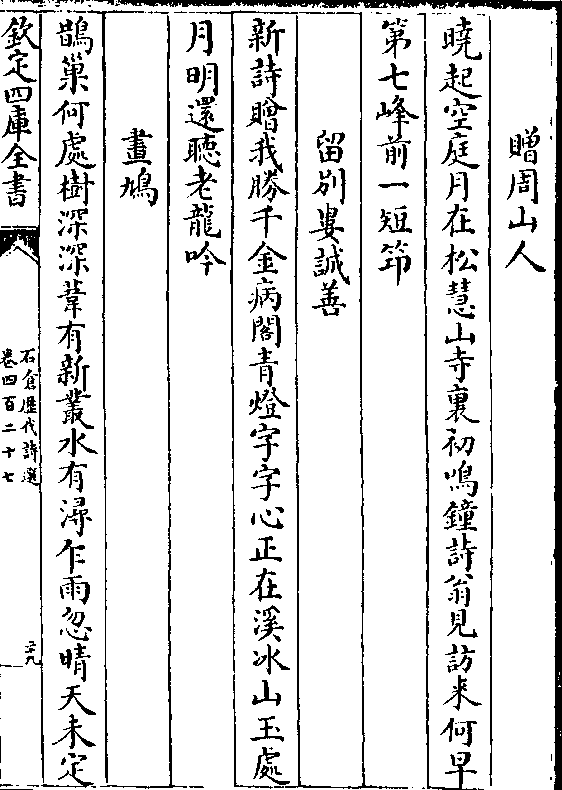 贈周山人
曉起空庭月在松慧山寺裏初鳴鐘詩翁見訪来何早
第七峰前一短筇
留别婁誠善
新詩贈我勝千金病閣青燈字字心正在溪冰山玉處
月明還聴老龍吟
畫鳩
鵲巢何處樹深深葦有新叢水有潯乍雨忽晴天未定
欽定四庫全書
石倉歴代詩選
卷四百二十七
三十九